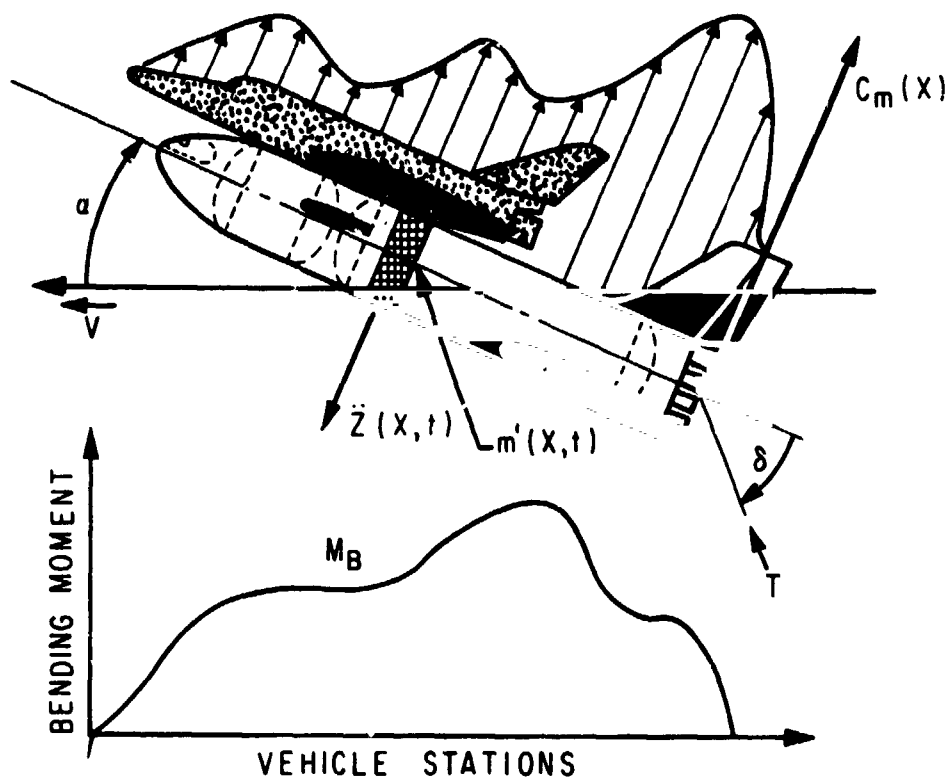 C_m(X)
α
V
Z̈(X,t)
m'(X,t)
δ
T
BENDING MOMENT
M_B
VEHICLE STATIONS